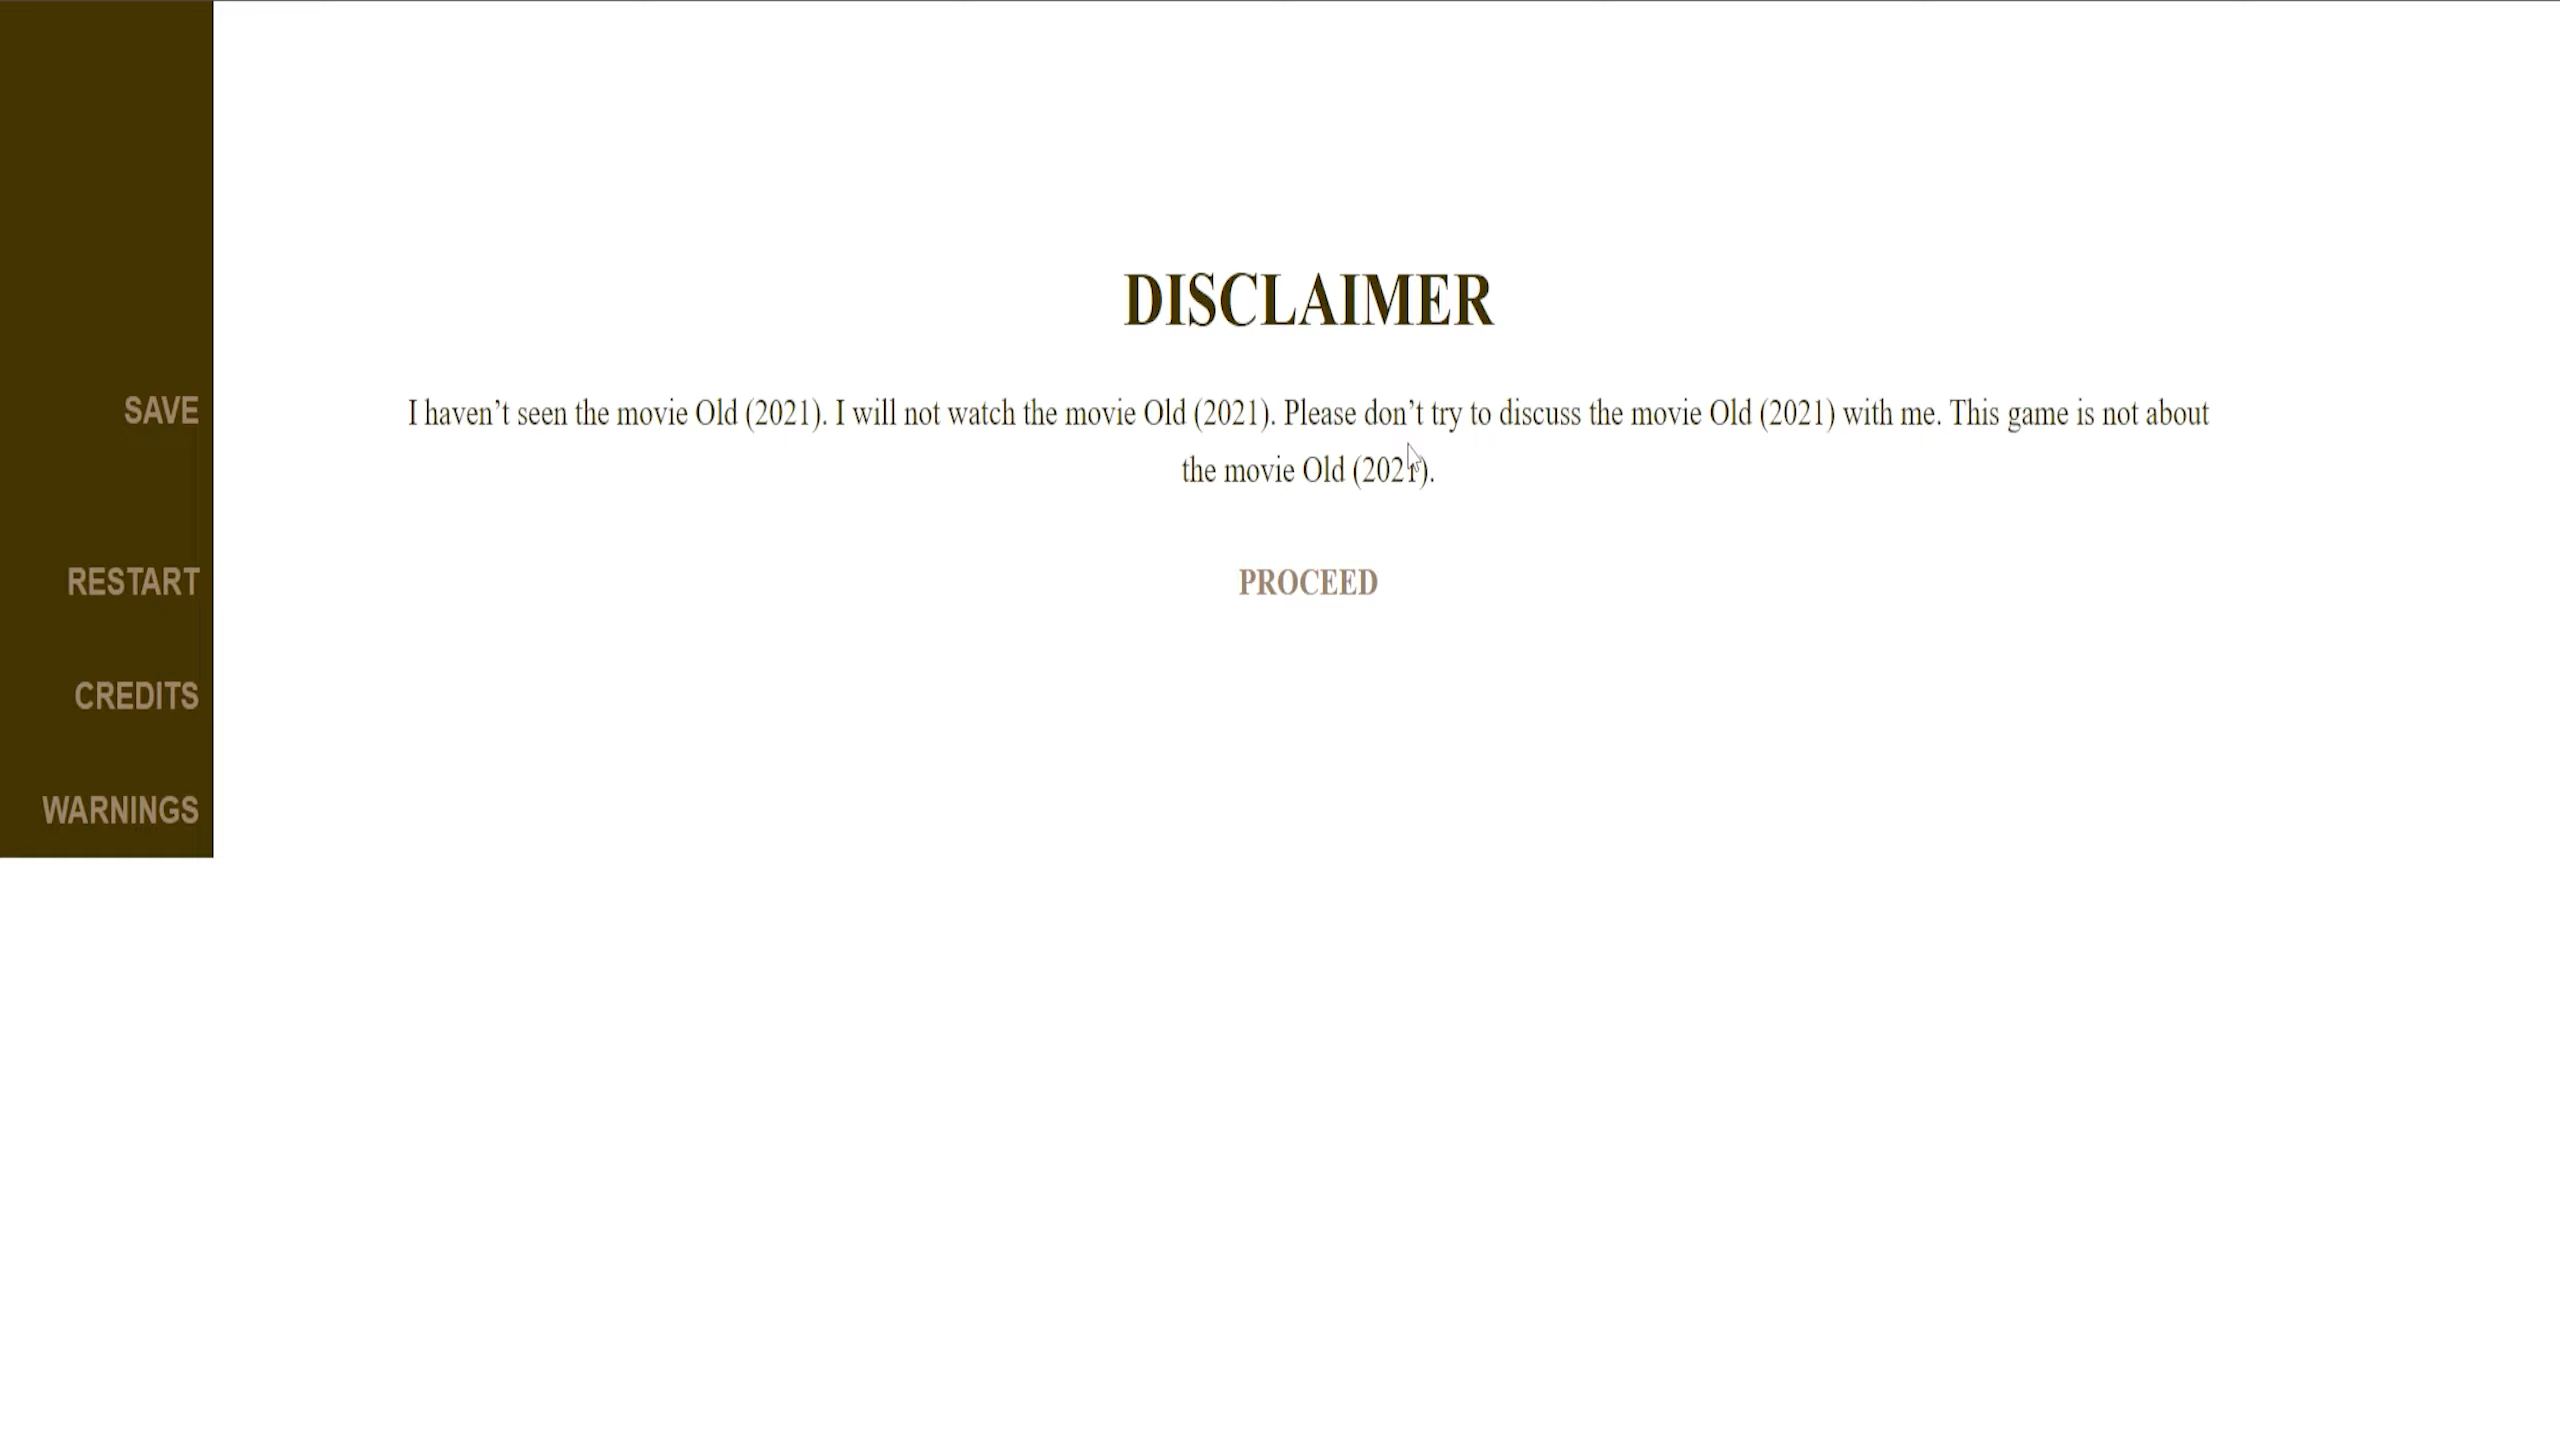 DISCLAIMER
I haven’t seen the movie Old (2021). I will not watch the movie Old (2021). Please don’t try to discuss the movie Old (2021) with me. This game is not about
the movie Old (2021).
PROCEED
SAVE
RESTART
CREDITS
WARNINGS